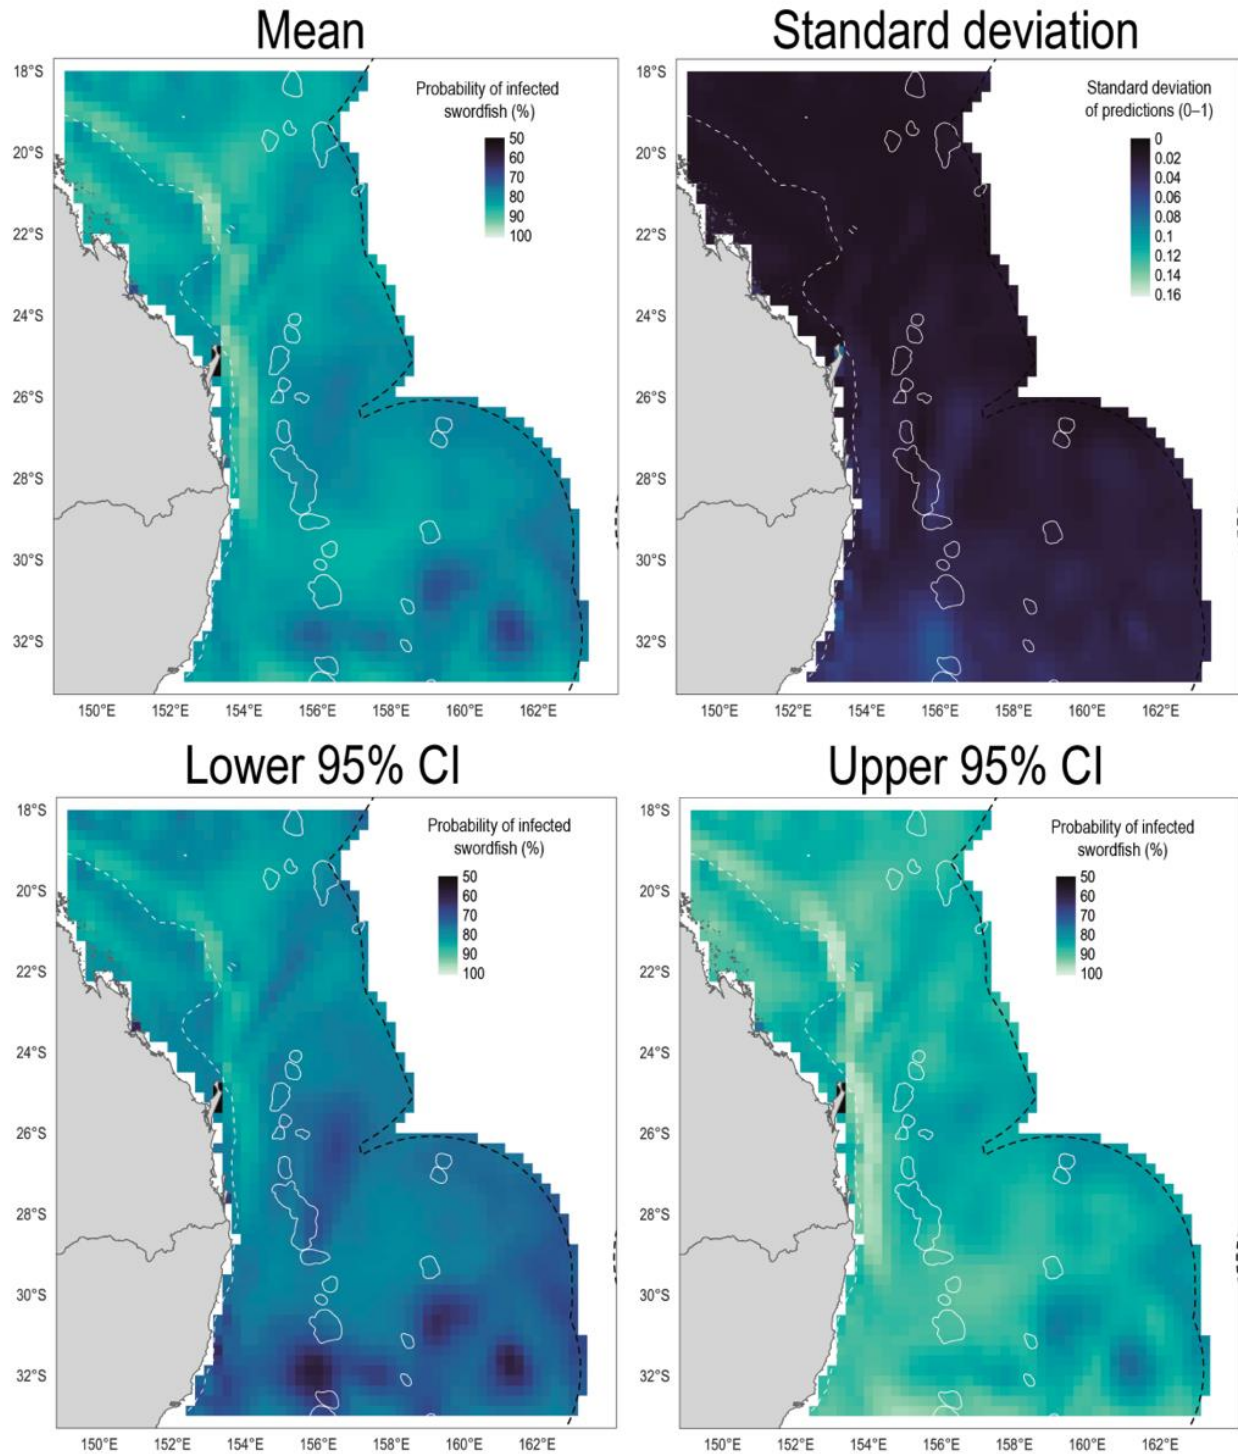 Mean
Probability of infected
swordfish (%)
50
60
70
80
90
100
18°S
20°S
22°S
24°S
26°S
28°S
30°S
32°S
150°E 152°E 154°E 156°E 158°E 160°E 162°E
Standard deviation
Standard deviation
of predictions (0–1)
0
0.02
0.04
0.06
0.08
0.1
0.12
0.14
0.16
18°S
20°S
22°S
24°S
26°S
28°S
30°S
32°S
150°E 152°E 154°E 156°E 158°E 160°E 162°E
Lower 95% CI
Probability of infected
swordfish (%)
50
60
70
80
90
100
18°S
20°S
22°S
24°S
26°S
28°S
30°S
32°S
150°E 152°E 154°E 156°E 158°E 160°E 162°E
Upper 95% CI
Probability of infected
swordfish (%)
50
60
70
80
90
100
18°S
20°S
22°S
24°S
26°S
28°S
30°S
32°S
150°E 152°E 154°E 156°E 158°E 160°E 162°E